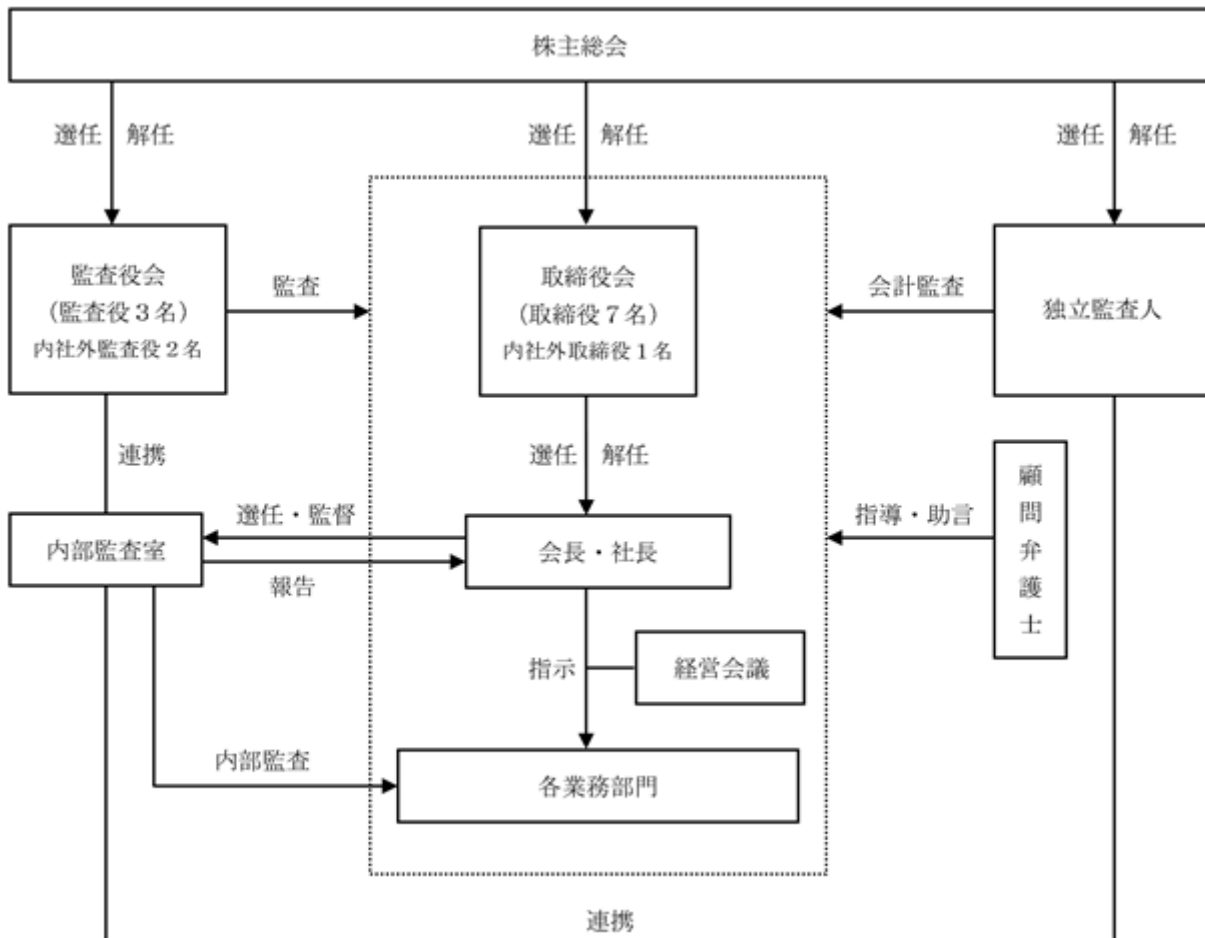 株主総会
選任 解任
選任 解任
選任 解任
監査役会
(監査役3名)
内社外監査役2名
監査
取締役会
(取締役7名)
内社外取締役1名
会計監査
独立監査人
連携
選任 解任
内部監査室
選任・監督
報告
会長・社長
指導・助言
顧問弁護士
指示
経営会議
内部監査
各業務部門
連携